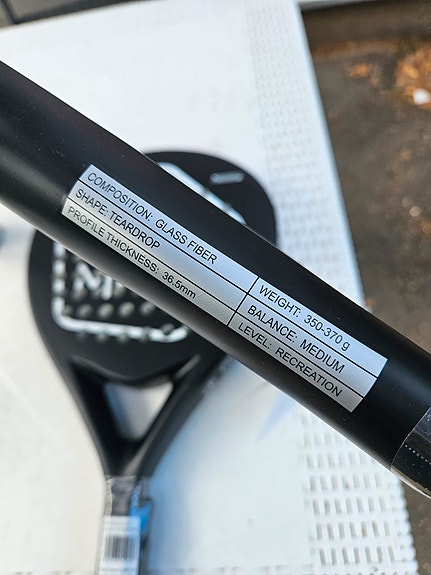 COMPOSITION: GLASS FIBER
SHAPE: TEARDROP
PROFILE THICKNESS: 36.5mm
WEIGHT: 350-370 g
BALANCE: MEDIUM
LEVEL: RECREATION